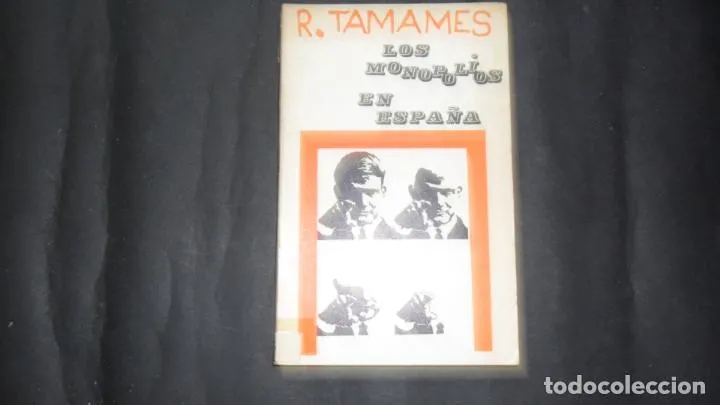 R. TAMAMES
LOS
MONOPOLIOS
EN
ESPAÑA
todocoleccion